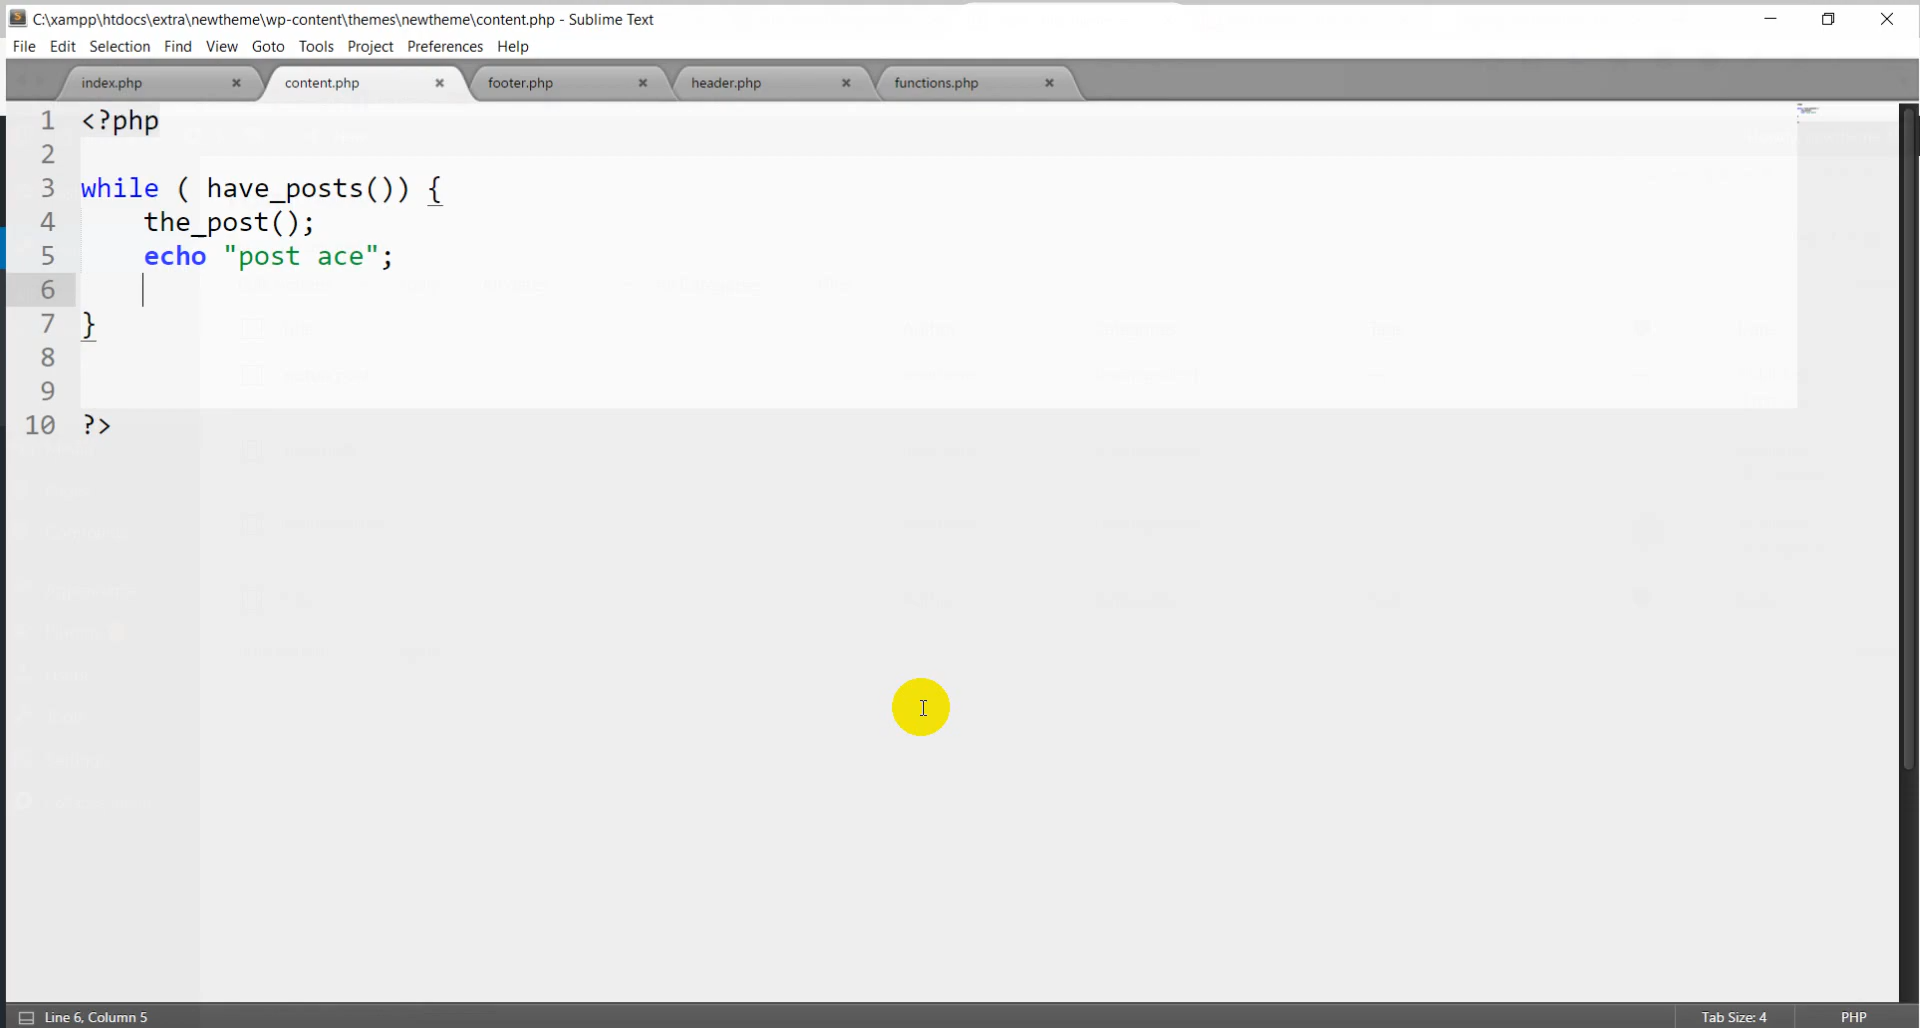 C:\xampp\htdocs\extra\newtheme\wp-content\themes\newtheme\content.php - Sublime Text
File Edit Selection Find View Goto Tools Project Preferences Help
index.php content.php footer.php header.php functions.php
1 <?php
2
3 while ( have_posts()) {
4 the_post();
5 echo "post ace";
6
7 }
8
9
10 ?>
Line 6, Column 5 Tab Size: 4 PHP